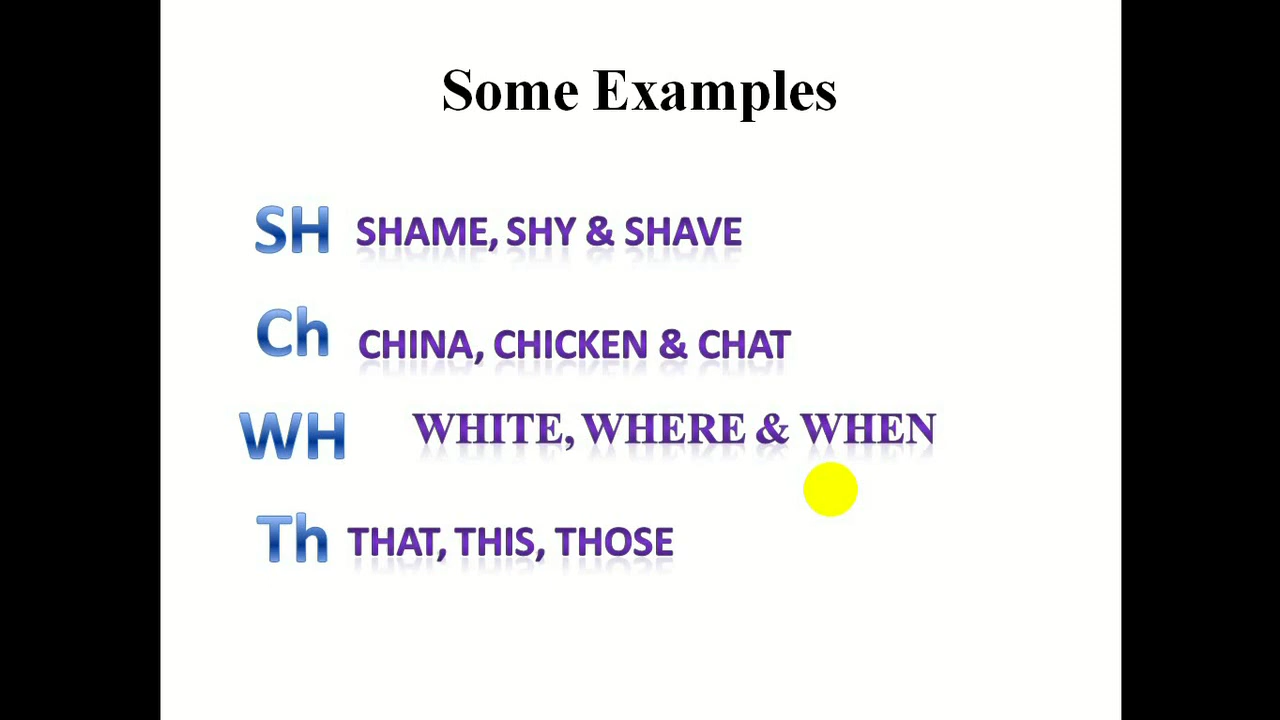 Some Examples
SH SHAME, SHY & SHAVE
Ch CHINA, CHICKEN & CHAT
WH WHITE, WHERE & WHEN
Th THAT, THIS, THOSE